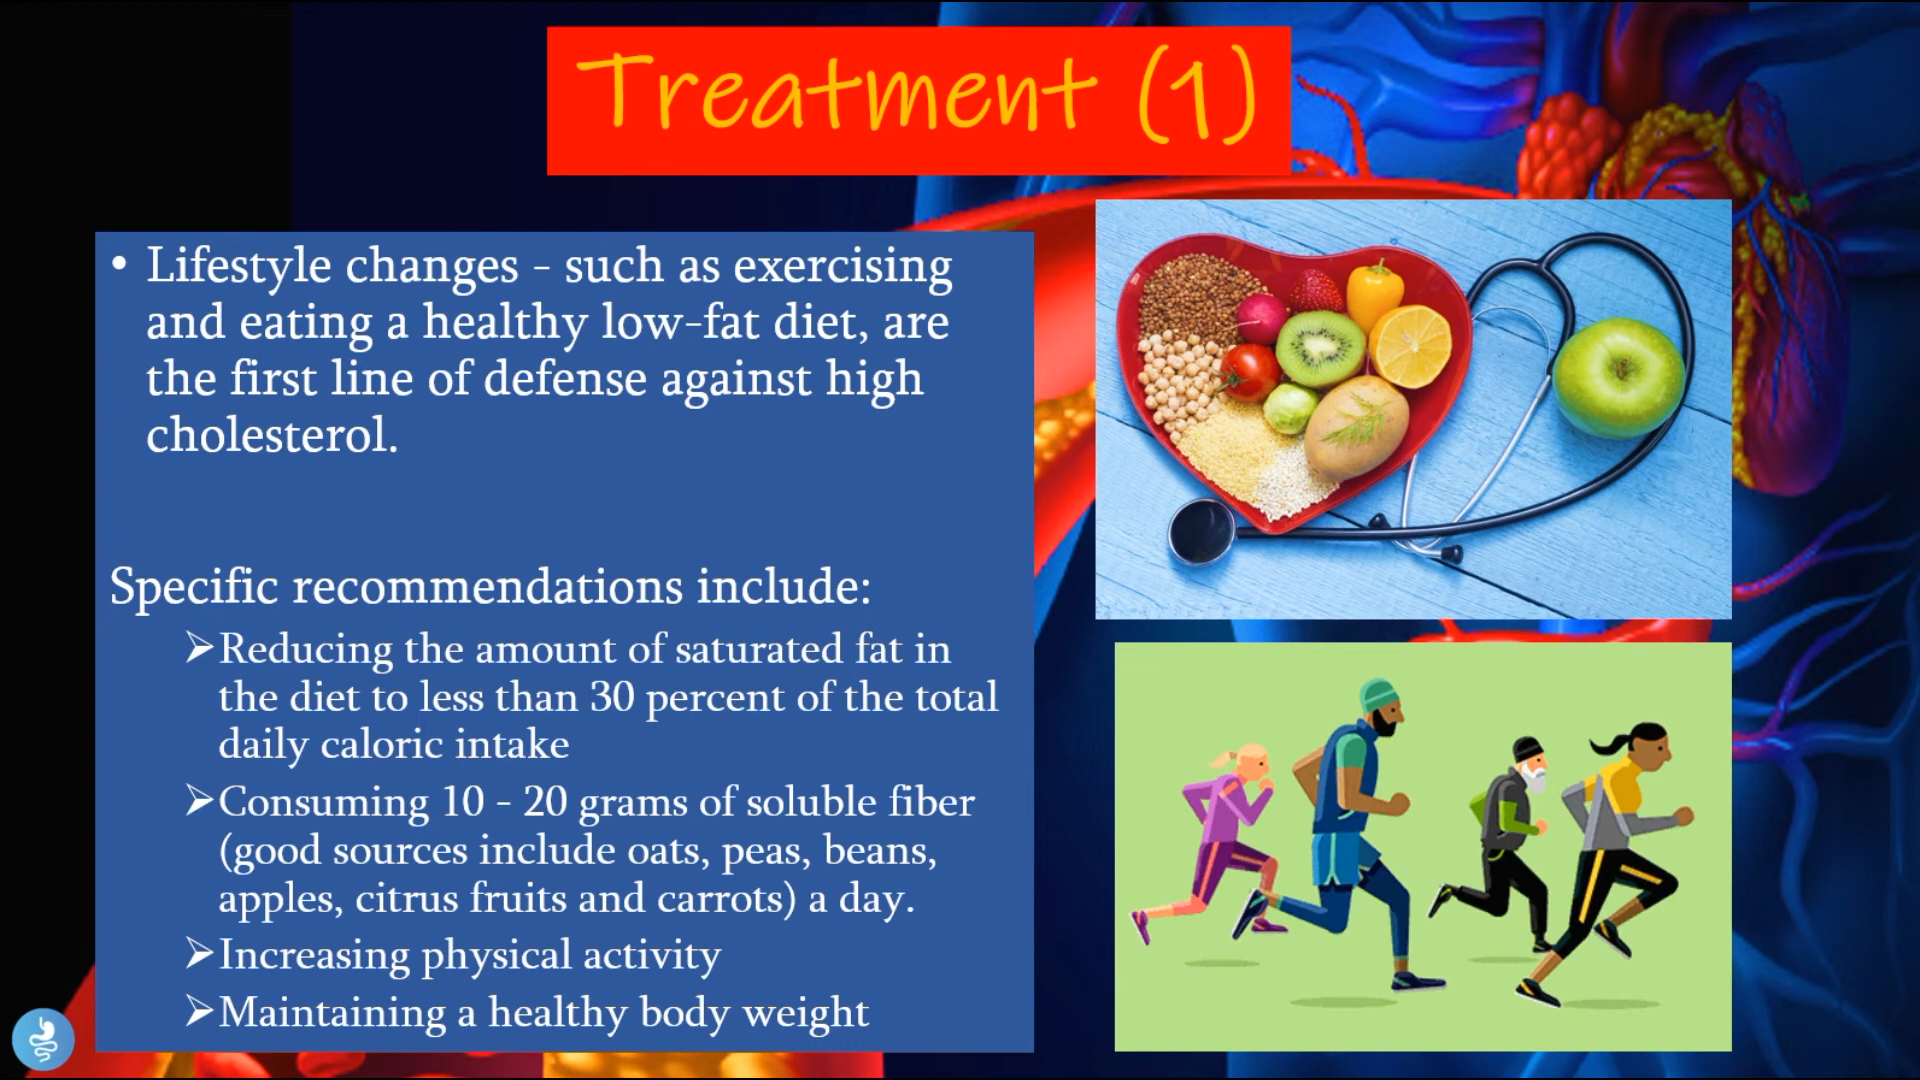 Treatment (1)
• Lifestyle changes - such as exercising
and eating a healthy low-fat diet, are
the first line of defense against high
cholesterol.
Specific recommendations include:
➢Reducing the amount of saturated fat in
the diet to less than 30 percent of the total
daily caloric intake
➢Consuming 10 - 20 grams of soluble fiber
(good sources include oats, peas, beans,
apples, citrus fruits and carrots) a day.
➢Increasing physical activity
➢Maintaining a healthy body weight